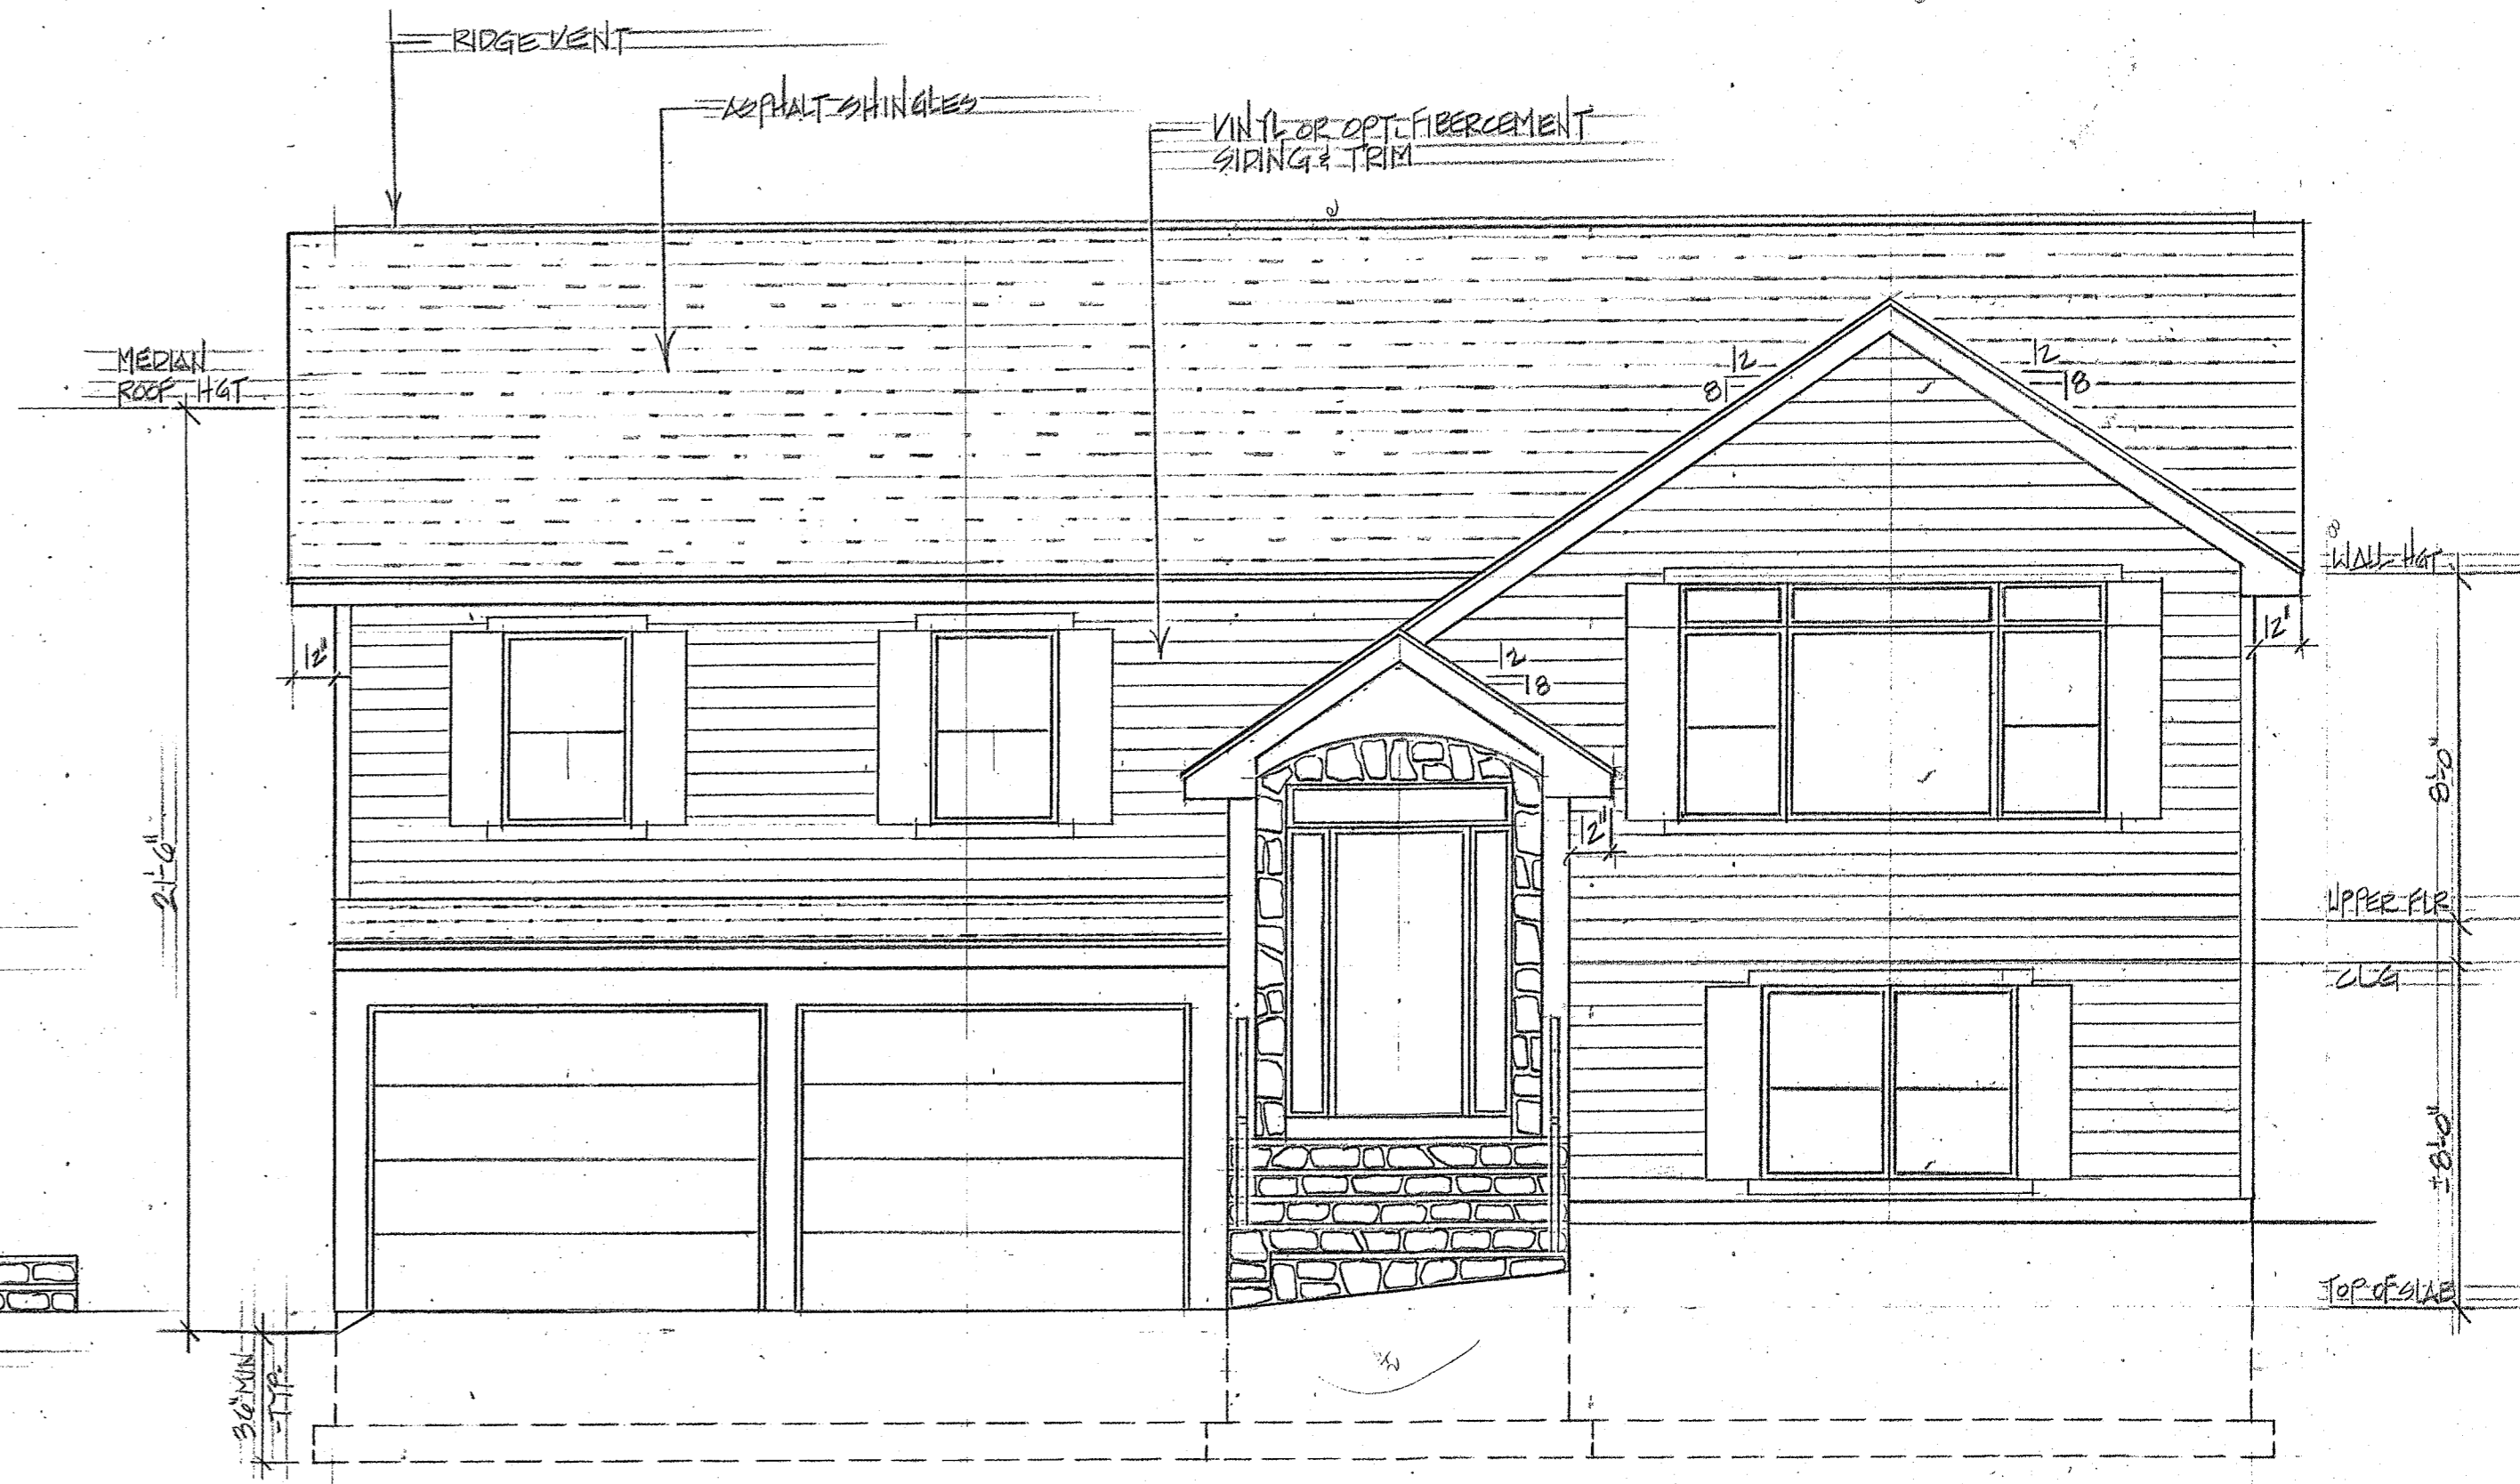 RIDGE VENT
ASPHALT SHINGLES
VINYL OR OPT. FIBERCEMENT
SIDING & TRIM
MEDIAN
ROOF HGT
12
8
12
8
WALL HGT
12"
12"
12
8
8'-0"
12"
21'-6"
UPPER FLR
CLG
±8'-0"
TOP OF SLAB
3'6" MIN
TYP.